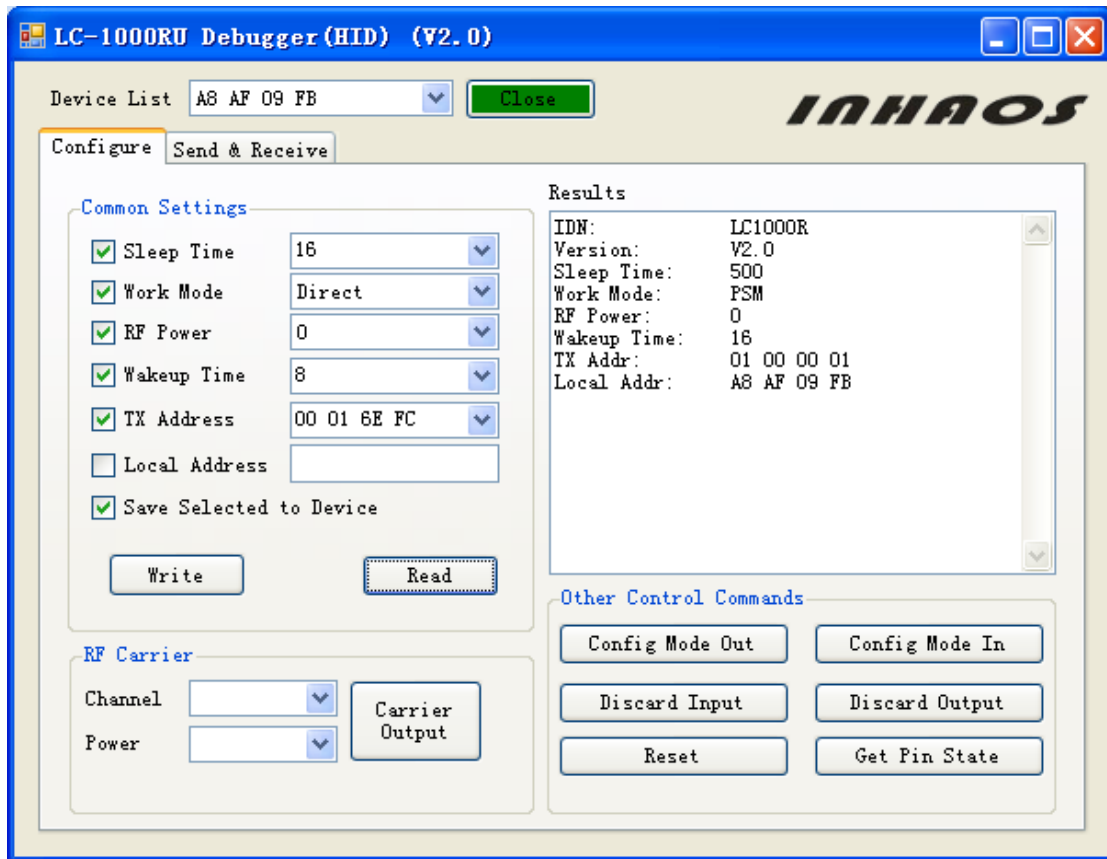 LC-1000RU Debugger(HID) (V2.0)
Device List A8 AF 09 FB Close
INHAOS
Configure Send & Receive
Common Settings
Sleep Time 16
Work Mode Direct
RF Power 0
Wakeup Time 8
TX Address 00 01 6E FC
Local Address
Save Selected to Device
Write Read
Results
IDN: LC1000R
Version: V2.0
Sleep Time: 500
Work Mode: PSM
RF Power: 0
Wakeup Time: 16
TX Addr: 01 00 00 01
Local Addr: A8 AF 09 FB
RF Carrier
Channel
Power
Carrier
Output
Other Control Commands
Config Mode Out Config Mode In
Discard Input Discard Output
Reset Get Pin State